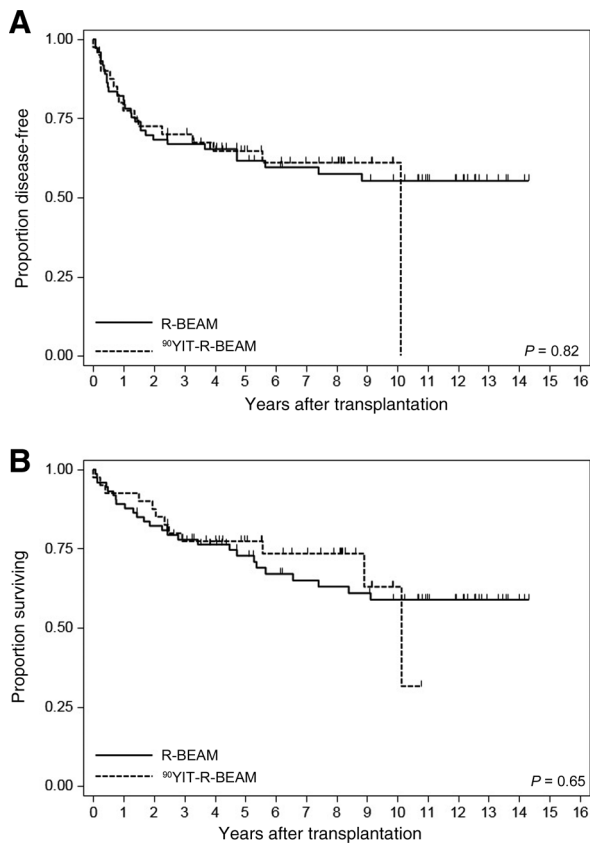 A
1.00
0.75
0.50
0.25
0.00
Proportion disease-free
R-BEAM
⁹⁰YIT-R-BEAM
P = 0.82
0 1 2 3 4 5 6 7 8 9 10 11 12 13 14 15 16
Years after transplantation
B
1.00
0.75
0.50
0.25
0.00
Proportion surviving
R-BEAM
⁹⁰YIT-R-BEAM
P = 0.65
0 1 2 3 4 5 6 7 8 9 10 11 12 13 14 15 16
Years after transplantation